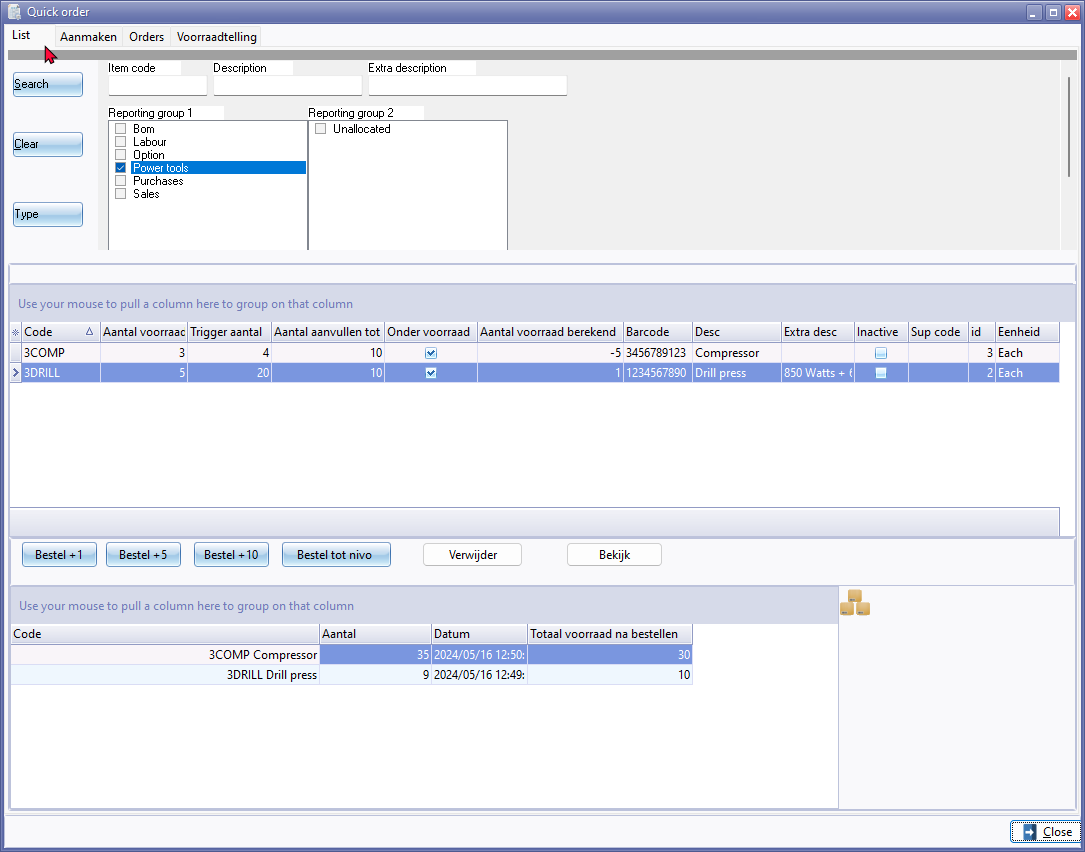 Quick order
List Aanmaken Orders Voorraadtelling
Item code Description Extra description
Search
Reporting group 1 Reporting group 2
Bom Unallocated
Clear
Labour
Option
Power tools
Purchases
Sales
Type
Use your mouse to pull a column here to group on that column
Code Aantal voorraad Trigger aantal Aantal aanvullen tot Onder voorraad Aantal voorraad berekend Barcode Desc Extra desc Inactive Sup code id Eenheid
3COMP 3 4 10 -5 3456789123 Compressor 3 Each
3DRILL 5 20 10 1 1234567890 Drill press 850 Watts + 6 2 Each
Bestel +1 Bestel +5 Bestel +10 Bestel tot nivo Verwijder Bekijk
Use your mouse to pull a column here to group on that column
Code Aantal Datum Totaal voorraad na bestellen
3COMP Compressor 35 2024/05/16 12:50: 30
3DRILL Drill press 9 2024/05/16 12:49: 10
Close